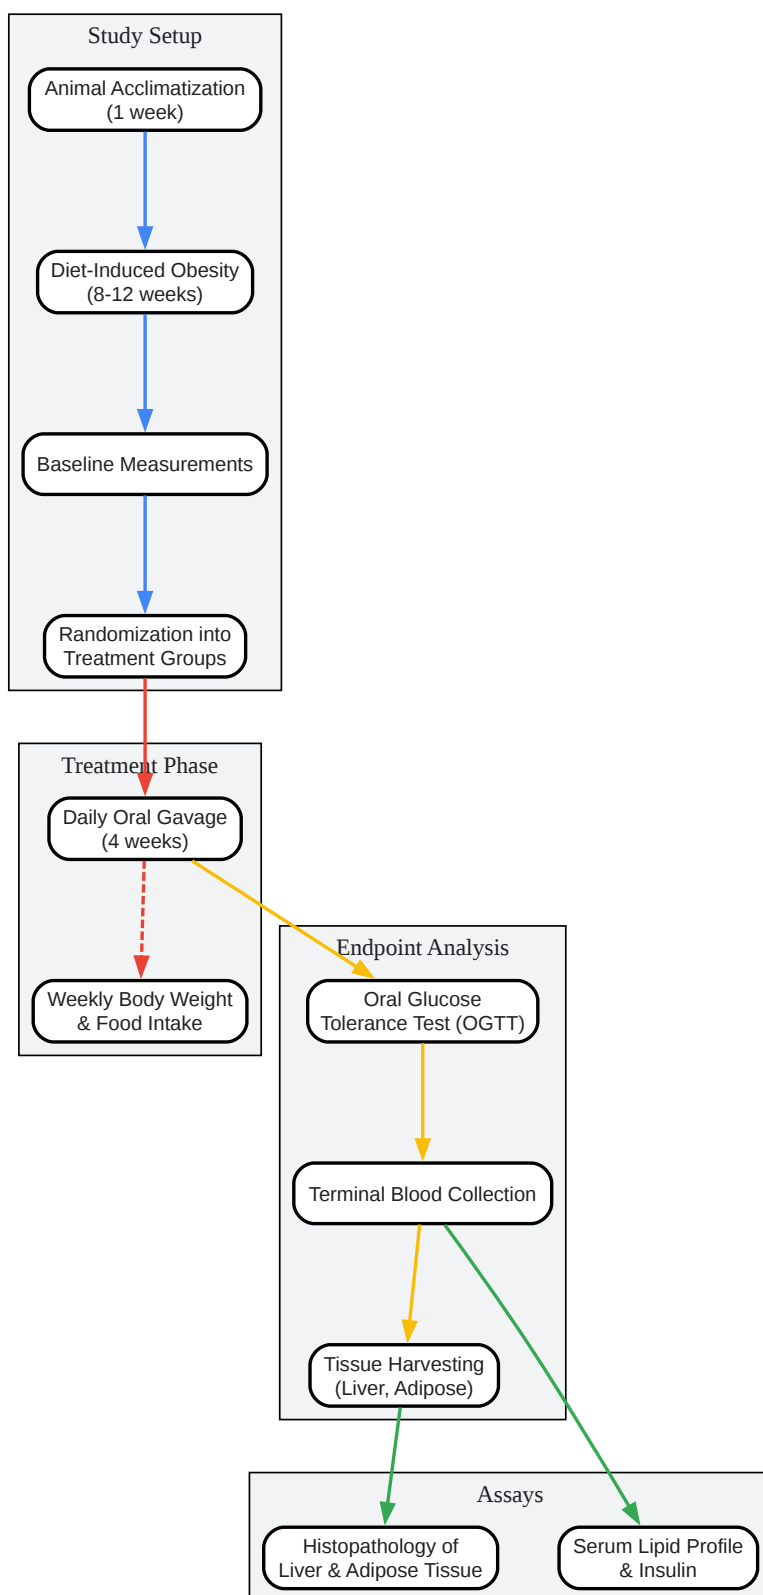 Study Setup
Animal Acclimatization
(1 week)
Diet-Induced Obesity
(8-12 weeks)
Baseline Measurements
Randomization into
Treatment Groups
Treatment Phase
Daily Oral Gavage
(4 weeks)
Weekly Body Weight
& Food Intake
Endpoint Analysis
Oral Glucose
Tolerance Test (OGTT)
Terminal Blood Collection
Tissue Harvesting
(Liver, Adipose)
Assays
Histopathology of
Liver & Adipose Tissue
Serum Lipid Profile
& Insulin